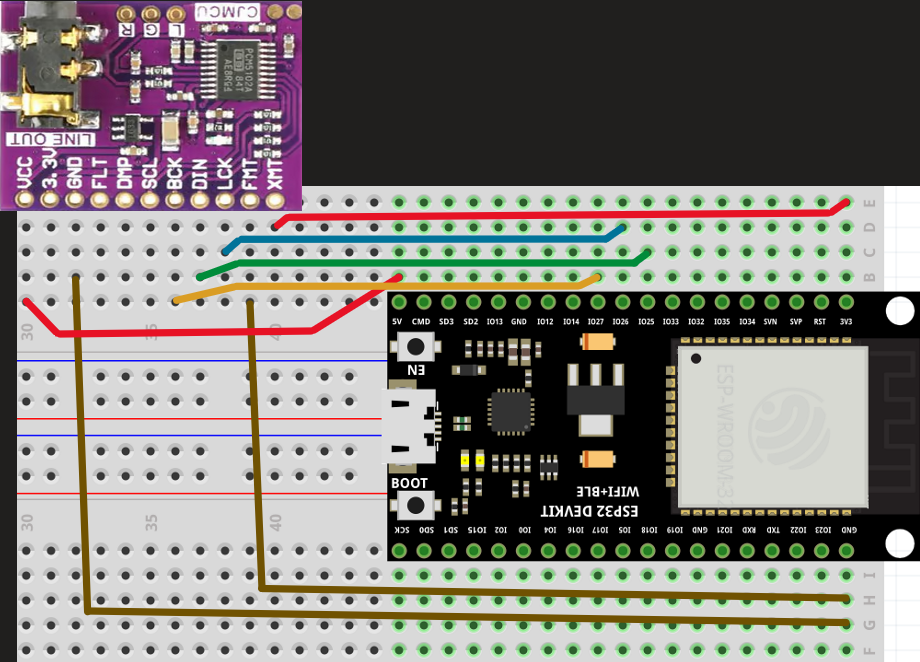 CJMCU
R G L
PCM5102A
84T
AE8RG4
LINE OUT
VCC 3.3V GND FLT DMP SCL BCK DIN LCK FMT XMT
E
D
C
B
30 35 40
5V CMD SD3 SD2 IO13 GND IO12 IO14 IO27 IO26 IO25 IO33 IO32 IO35 IO34 SVN SVP RST 3V3
EN
ESP-WROOM-32
BOOT
WIFI+BLE
ESP32 DEVKIT
SCK SD0 SD1 IO15 IO2 IO0 IO4 IO16 IO17 IO5 IO18 IO19 GND IO21 RXD TXD IO22 IO23 GND
30 35 40
I
H
G
F